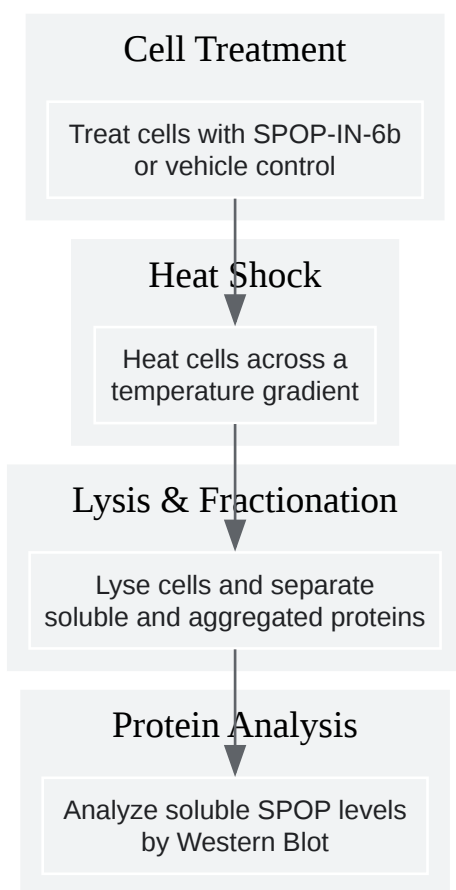 Cell Treatment
Treat cells with SPOP-IN-6b
or vehicle control
Heat Shock
Heat cells across a
temperature gradient
Lysis & Fractionation
Lyse cells and separate
soluble and aggregated proteins
Protein Analysis
Analyze soluble SPOP levels
by Western Blot